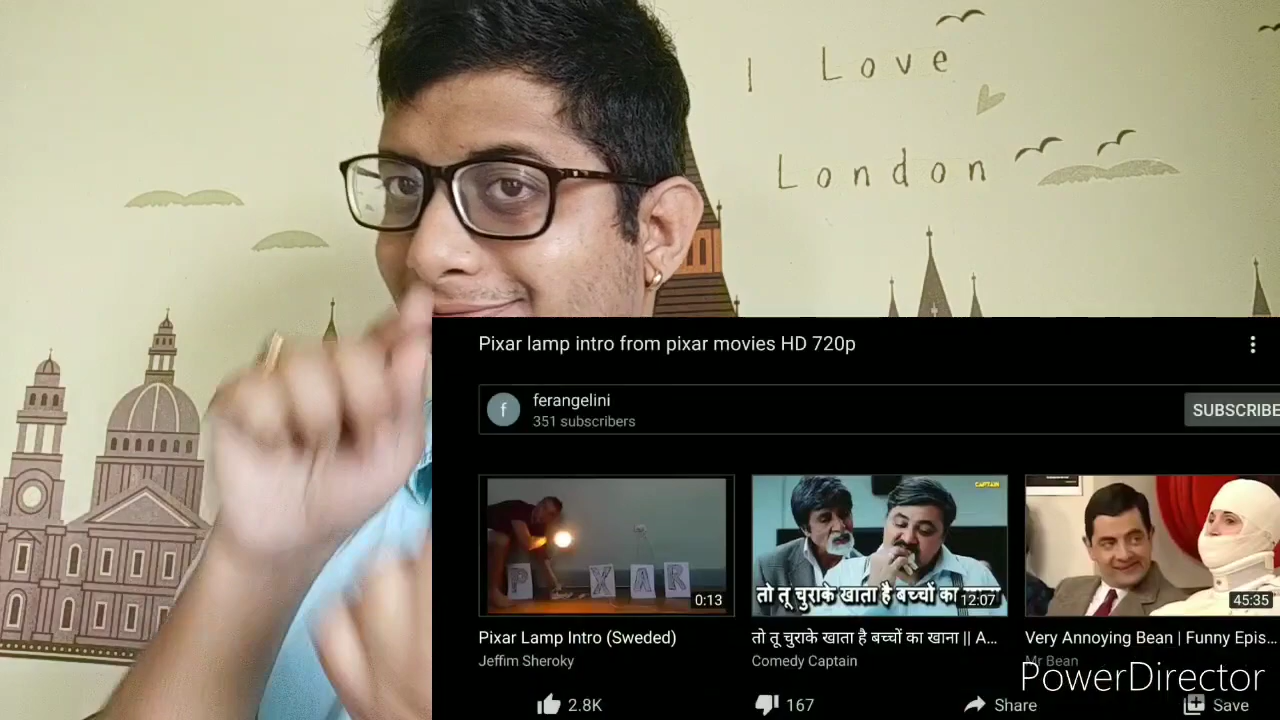 I Love
London
Pixar lamp intro from pixar movies HD 720p
f
ferangelini
351 subscribers
SUBSCRIBE
P X A R
0:13
CAPTAIN
तो तू चुराके खाता है बच्चों का
12:07
45:35
Pixar Lamp Intro (Sweded)
Jeffim Sheroky
तो तू चुराके खाता है बच्चों का खाना || A...
Comedy Captain
Very Annoying Bean | Funny Epis...
Mr Bean
PowerDirector
2.8K
167
Share
Save